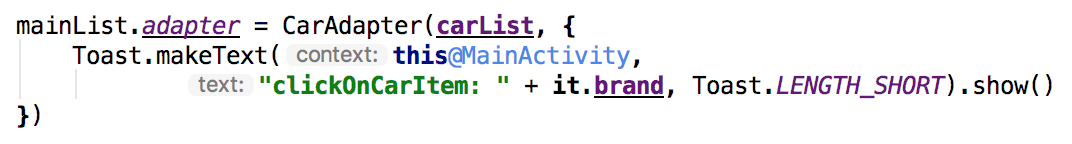 mainList.adapter = CarAdapter(carList, {
Toast.makeText( context: this@MainActivity,
text: "clickOnCarItem: " + it.brand, Toast.LENGTH_SHORT).show()
})